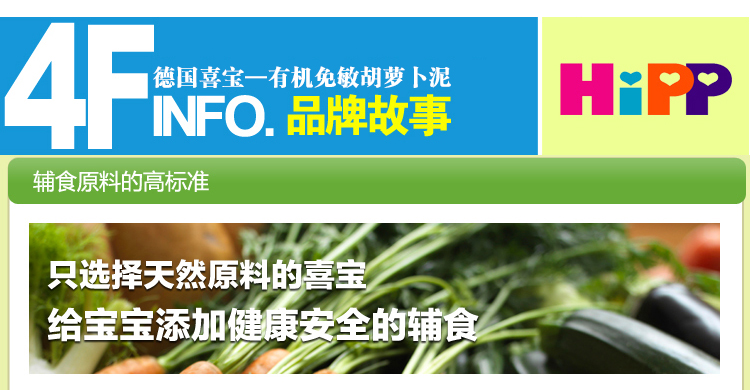 4F
德国喜宝—有机免敏胡萝卜泥
INFO. 品牌故事
HiPP
辅食原料的高标准
只选择天然原料的喜宝
给宝宝添加健康安全的辅食